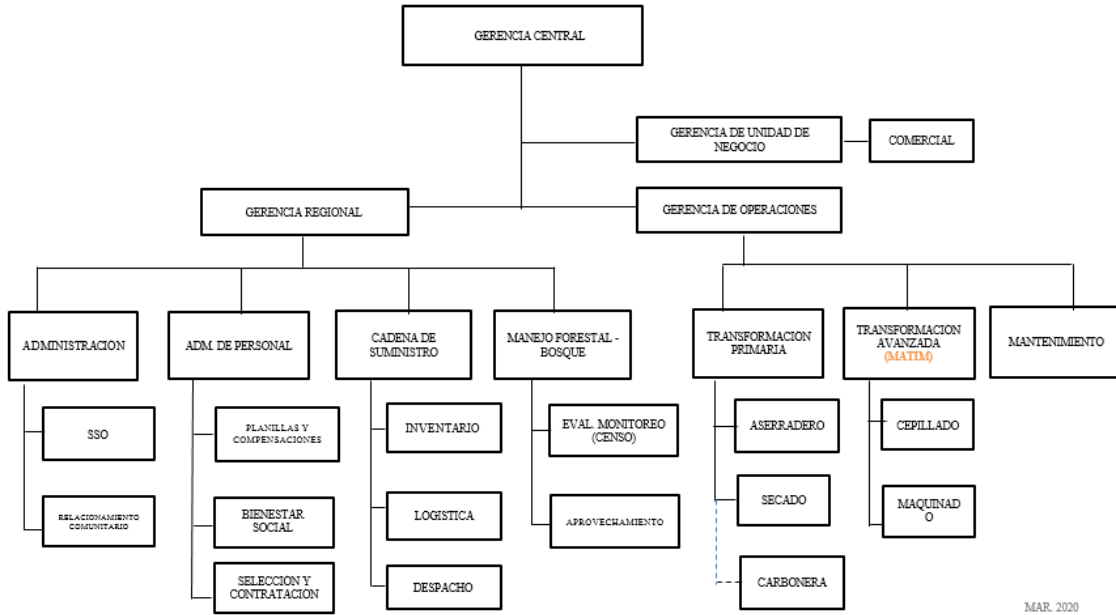 GERENCIA CENTRAL
GERENCIA DE UNIDAD DE
NEGOCIO
COMERCIAL
GERENCIA REGIONAL
GERENCIA DE OPERACIONES
ADMINISTRACION
ADM. DE PERSONAL
CADENA DE
SUMINISTRO
MANEJO FORESTAL -
BOSQUE
TRANSFORMACION
PRIMARIA
TRANSFORMACION
AVANZADA
(MATIM)
MANTENIMIENTO
SSO
PLANILLAS Y
COMPENSACIONES
INVENTARIO
EVAL. MONITOREO
(CENSO)
ASERRADERO
CEPILLADO
RELACIONAMIENTO
COMUNITARIO
BIENESTAR
SOCIAL
LOGISTICA
APROVECHAMIENTO
SECADO
MAQUINAD
O
SELECCION Y
CONTRATACION
DESPACHO
CARBONERA
MAR. 2020